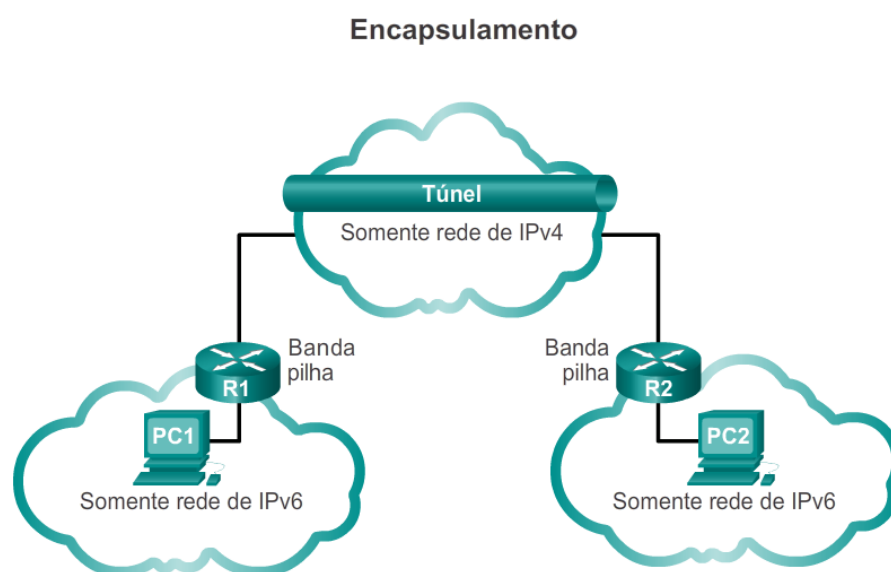 Encapsulamento
Túnel
Somente rede de IPv4
Banda
pilha
R1
Banda
pilha
R2
PC1
Somente rede de IPv6
PC2
Somente rede de IPv6